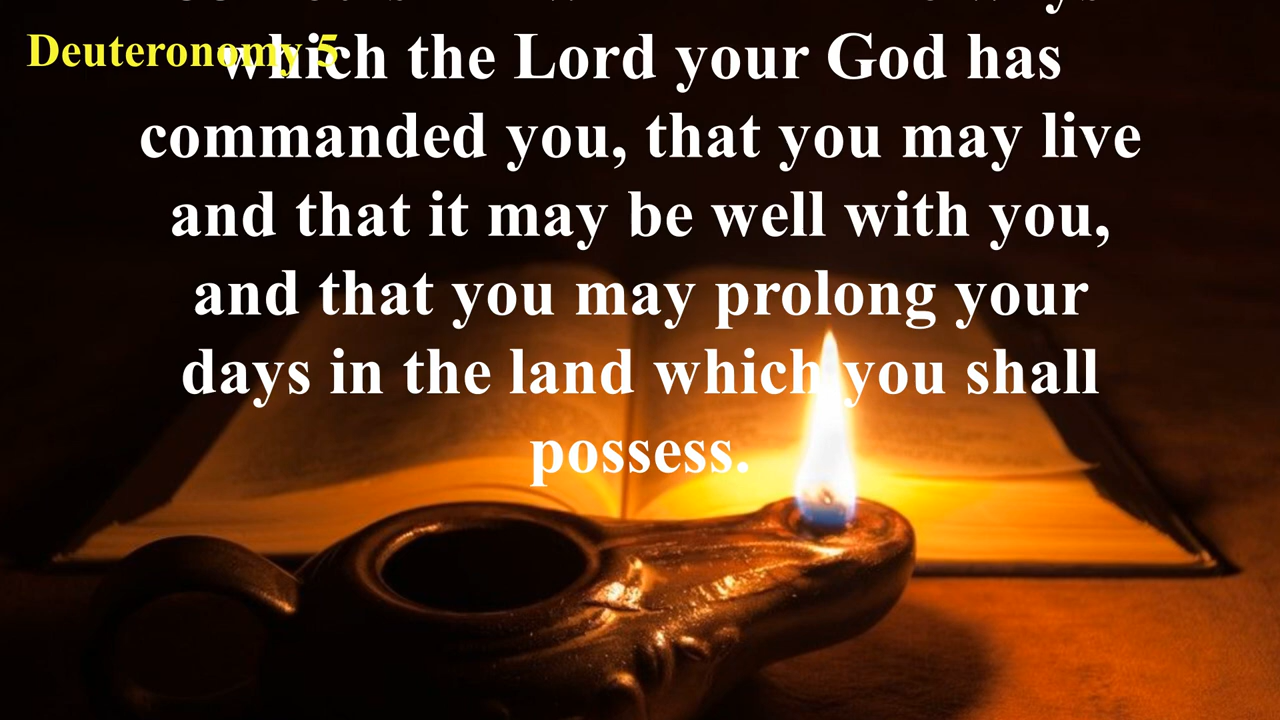 Deuteronomy 5
which the Lord your God has
commanded you, that you may live
and that it may be well with you,
and that you may prolong your
days in the land which you shall
possess.